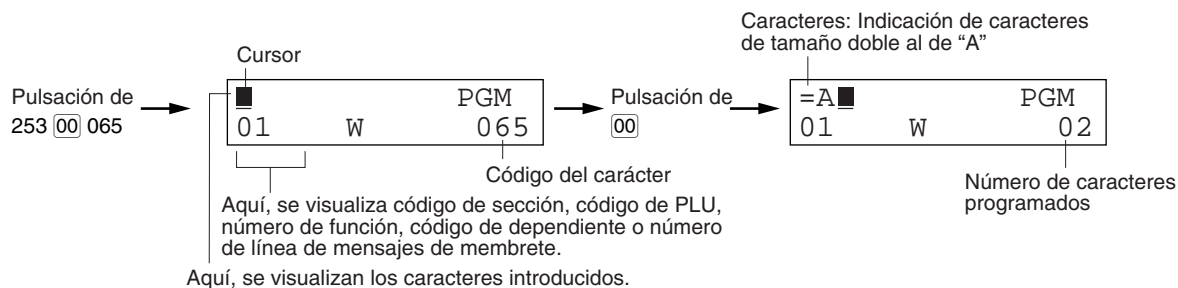 Caracteres: Indicación de caracteres
de tamaño doble al de “A”
Cursor
Pulsación de
253 00 065
PGM
01 W 065
Pulsación de
00
=A PGM
01 W 02
Código del carácter
Número de caracteres
programados
Aquí, se visualiza código de sección, código de PLU,
número de función, código de dependiente o número
de línea de mensajes de membrete.
Aquí, se visualizan los caracteres introducidos.